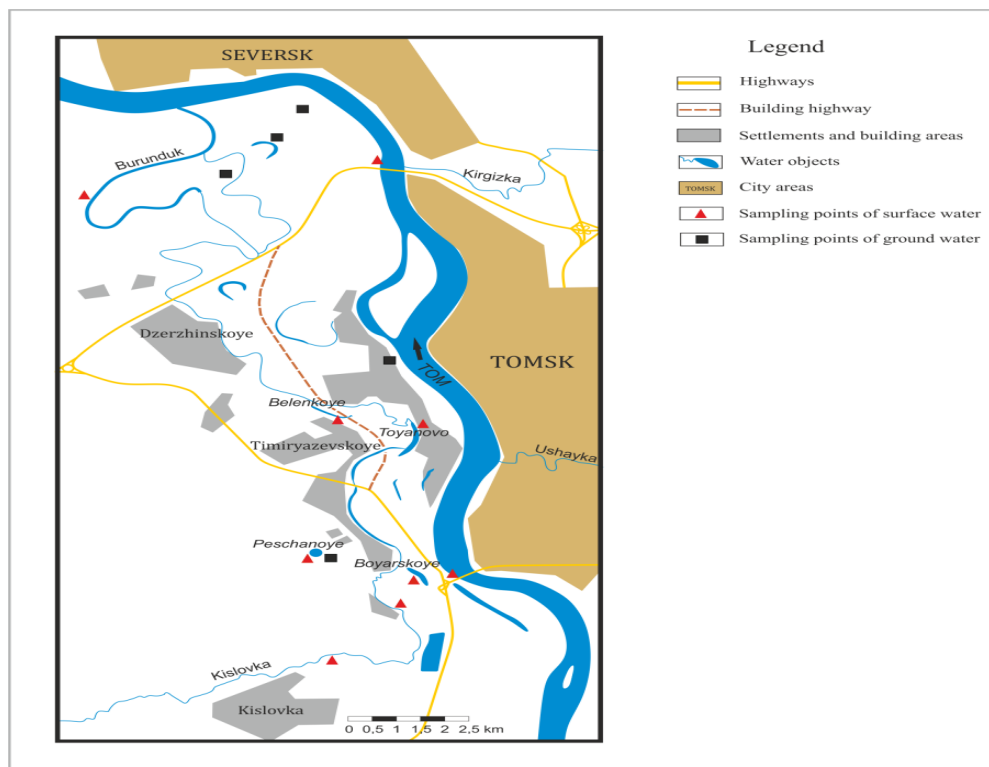 SEVERSK
Burunduk
Kirgizka
Dzerzhinskoye
TOMSK
TOM
Belenkoye
Toyanovo
Timiryazevskoye
Ushayka
Peschanoye
Boyarskoye
Kislovka
Kislovka
0 0,5 1 1,5 2 2,5 km
Legend
Highways
Building highway
Settlements and building areas
Water objects
TOMSK City areas
Sampling points of surface water
Sampling points of ground water